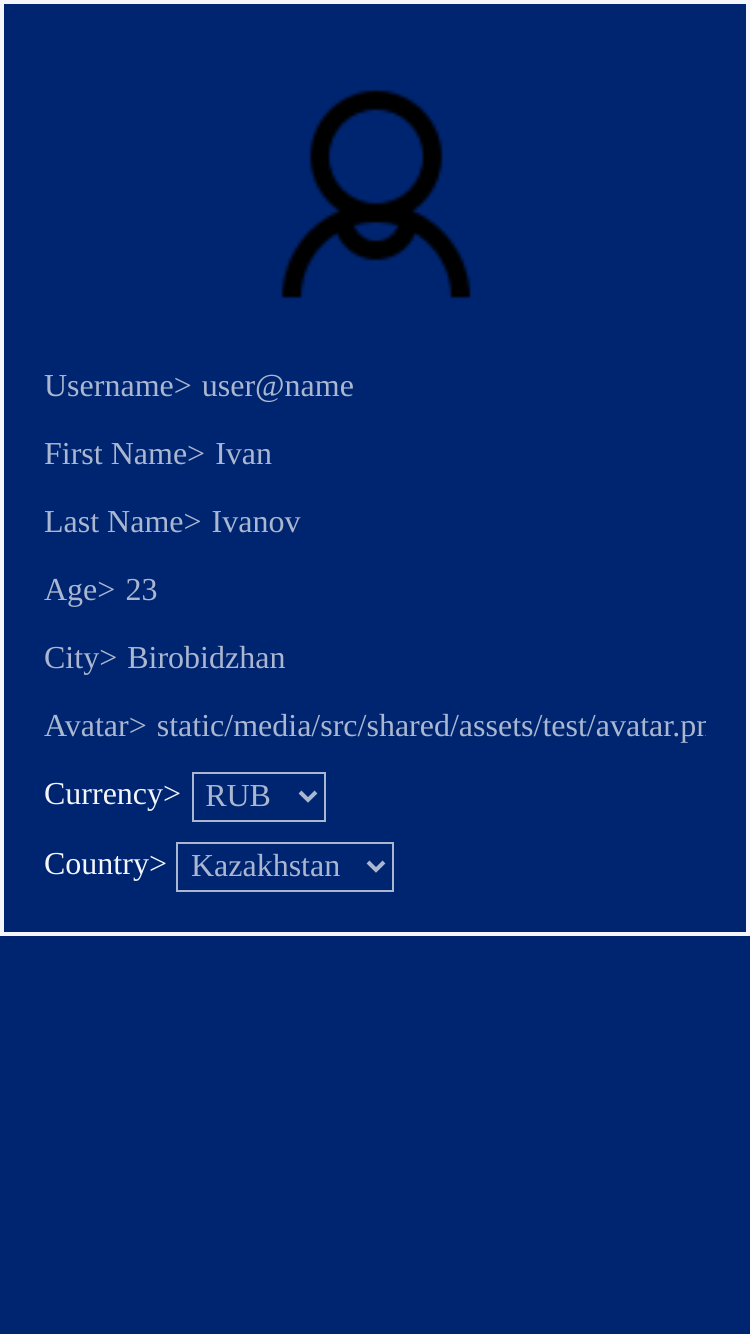 Username> user@name
First Name> Ivan
Last Name> Ivanov
Age> 23
City> Birobidzhan
Avatar> static/media/src/shared/assets/test/avatar.pr
Currency> RUB
Country> Kazakhstan